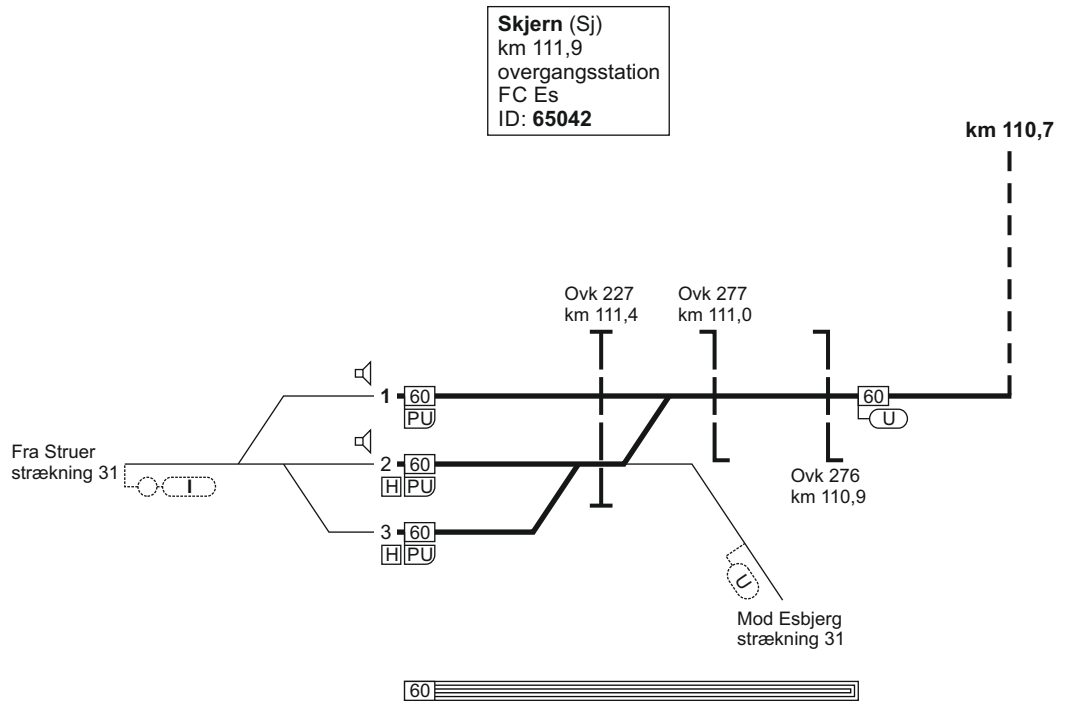 Skjern (Sj)
km 111,9
overgangsstation
FC Es
ID: 65042
km 110,7
Ovk 227
km 111,4
Ovk 277
km 111,0
1 60
PU
60
U
Fra Struer
strækning 31
I
2 60
H PU
Ovk 276
km 110,9
3 60
H PU
U
Mod Esbjerg
strækning 31
60